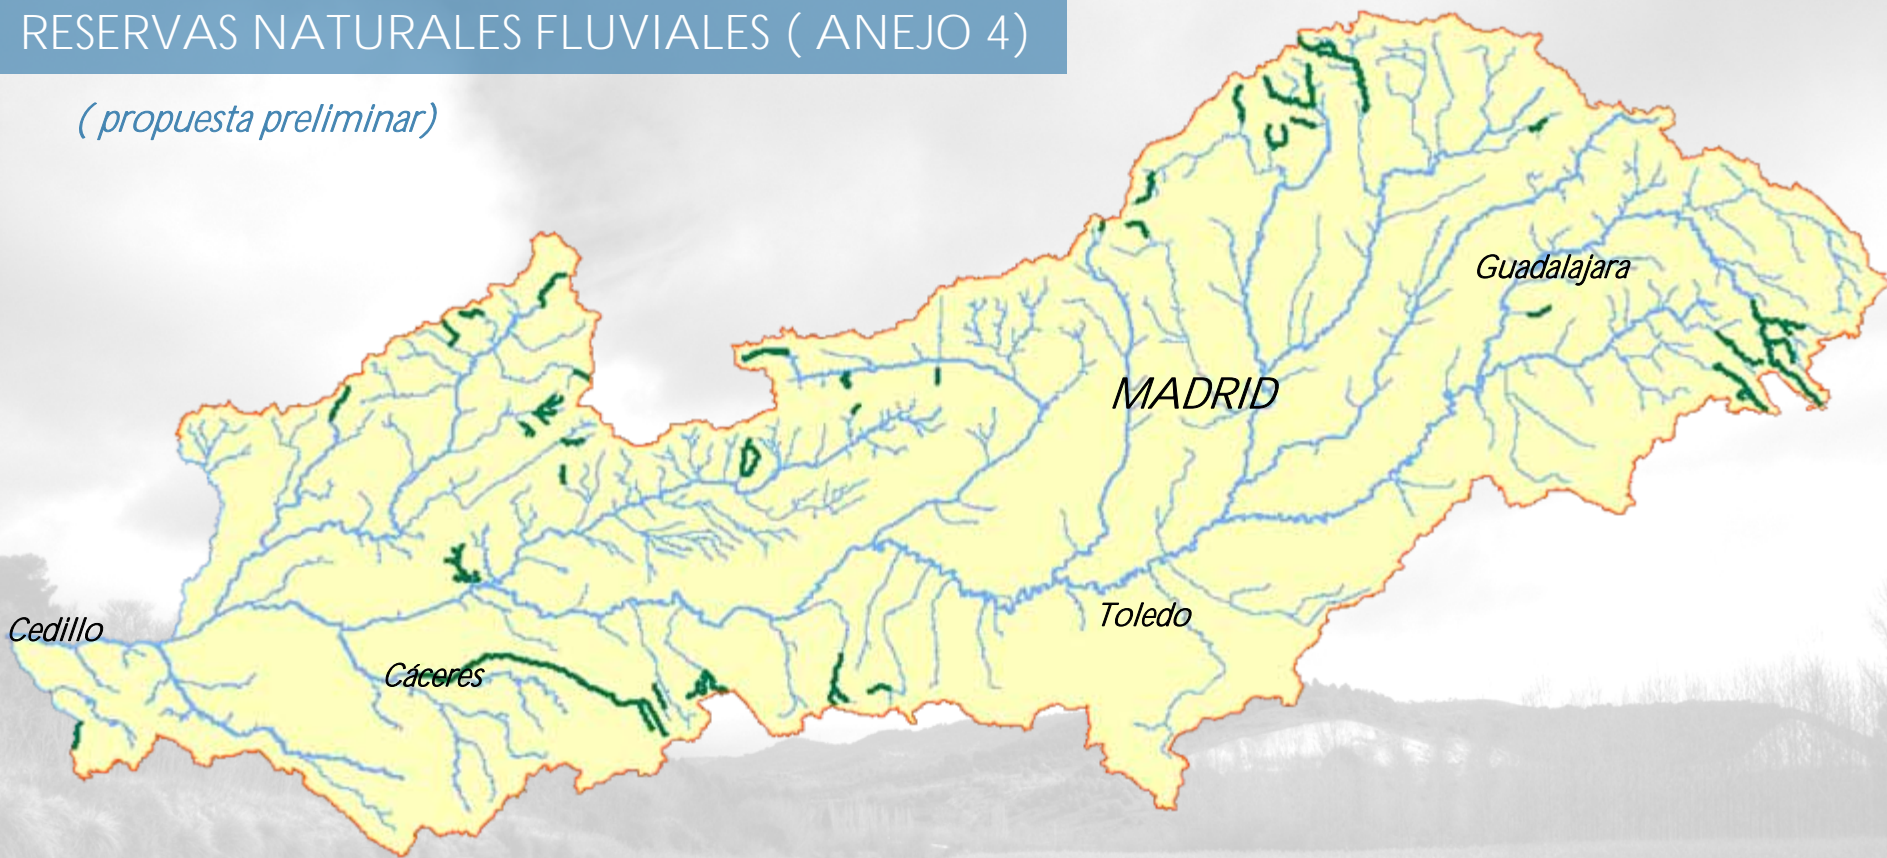 RESERVAS NATURALES FLUVIALES ( ANEJO 4)
( propuesta preliminar)
Guadalajara
MADRID
Toledo
Cedillo
Cáceres